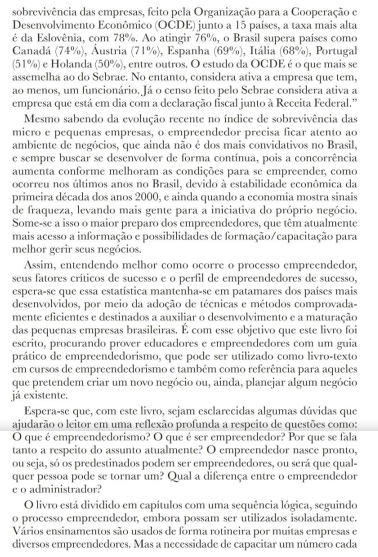 sobrevivência das empresas, feito pela Organização para a Cooperação e
Desenvolvimento Econômico (OCDE) junto a 15 países, a taxa mais alta
é da Eslovênia, com 78%. Ao atingir 76%, o Brasil supera países como
Canadá (74%), Áustria (71%), Espanha (69%), Itália (68%), Portugal
(51%) e Holanda (50%), entre outros. O estudo da OCDE é o que mais se
assemelha ao do Sebrae. No entanto, considera ativa a empresa que tem,
ao menos, um funcionário. Já o censo feito pelo Sebrae considera ativa a
empresa que está em dia com a declaração fiscal junto à Receita Federal.”
Mesmo sabendo da evolução recente no índice de sobrevivência das
micro e pequenas empresas, o empreendedor precisa ficar atento ao
ambiente de negócios, que ainda não é dos mais convidativos no Brasil,
e sempre buscar se desenvolver de forma contínua, pois a concorrência
aumenta conforme melhoram as condições para se empreender, como
ocorreu nos últimos anos no Brasil, devido à estabilidade econômica da
primeira década dos anos 2000, e ainda quando a economia mostra sinais
de fraqueza, levando mais gente para a iniciativa do próprio negócio.
Some-se a isso o maior preparo dos empreendedores, que têm atualmente
mais acesso a informação e possibilidades de formação/capacitação para
melhor gerir seus negócios.
Assim, entendendo melhor como ocorre o processo empreendedor,
seus fatores críticos de sucesso e o perfil de empreendedores de sucesso,
espera-se que essa estatística mantenha-se em patamares dos países mais
desenvolvidos, por meio da adoção de técnicas e métodos comprovada-
mente eficientes e destinados a auxiliar o desenvolvimento e a maturação
das pequenas empresas brasileiras. É com esse objetivo que este livro foi
escrito, procurando prover educadores e empreendedores com um guia
prático de empreendedorismo, que pode ser utilizado como livro-texto
em cursos de empreendedorismo e também como referência para aqueles
que pretendem criar um novo negócio ou, ainda, planejar algum negócio
já existente.
Espera-se que, com este livro, sejam esclarecidas algumas dúvidas que
ajudarão o leitor em uma reflexão profunda a respeito de questões como:
O que é empreendedorismo? O que é ser empreendedor? Por que se fala
tanto a respeito do assunto atualmente? O empreendedor nasce pronto,
ou seja, só os predestinados podem ser empreendedores, ou será que qual-
quer pessoa pode se tornar um? Qual a diferença entre o empreendedor
e o administrador?
O livro está dividido em capítulos com uma sequência lógica, seguindo
o processo empreendedor, embora possam ser utilizados isoladamente.
Vários ensinamentos são usados de forma rotineira por muitas empresas e
diversos empreendedores. Mas a necessidade de capacitar um número cada